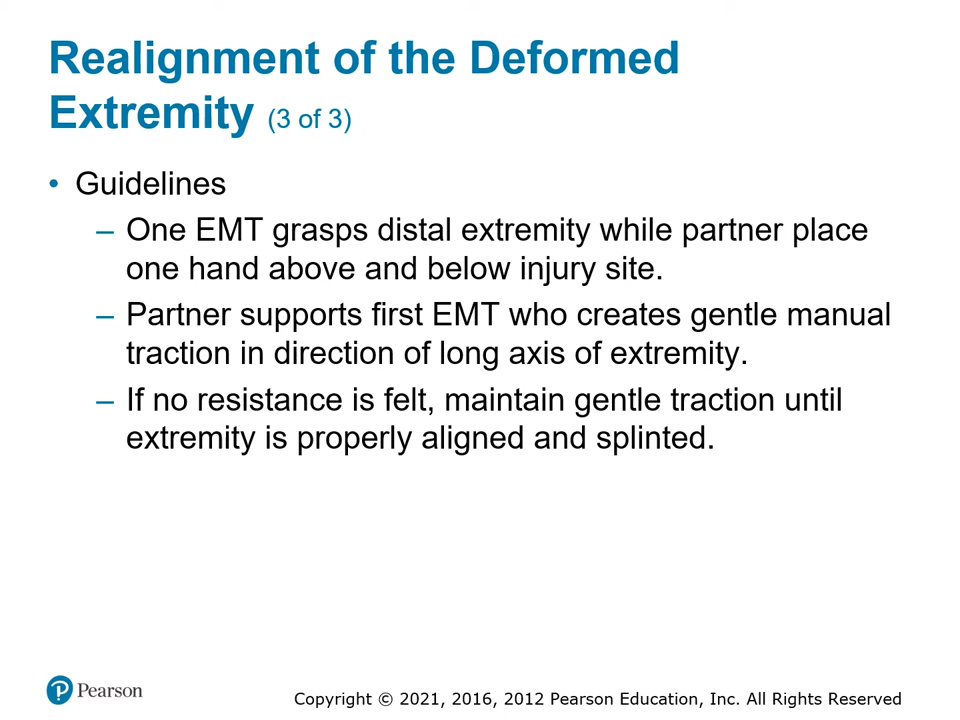 Realignment of the Deformed
Extremity (3 of 3)
• Guidelines
– One EMT grasps distal extremity while partner place
one hand above and below injury site.
– Partner supports first EMT who creates gentle manual
traction in direction of long axis of extremity.
– If no resistance is felt, maintain gentle traction until
extremity is properly aligned and splinted.
Pearson
Copyright © 2021, 2016, 2012 Pearson Education, Inc. All Rights Reserved